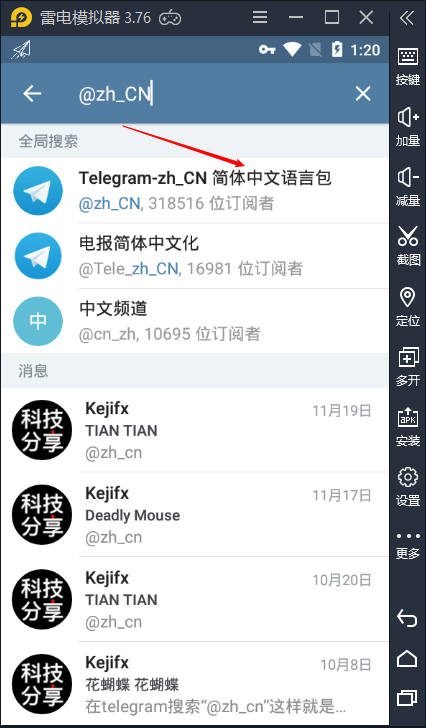 雷电模拟器 3.76
1:20
@zh_CN
全局搜索
Telegram-zh_CN 简体中文语言包
@zh_CN, 318516 位订阅者
电报简体中文化
@Tele_zh_CN, 16981 位订阅者
中
中文频道
@cn_zh, 10695 位订阅者
消息
科技
分享
Kejifx
11月19日
TIAN TIAN
@zh_cn
科技
分享
Kejifx
11月17日
Deadly Mouse
@zh_cn
科技
分享
Kejifx
10月20日
TIAN TIAN
@zh_cn
科技
分享
Kejifx
10月8日
花蝴蝶 花蝴蝶
在telegram搜索“@zh_cn”这样就是...
按键
加量
减量
截图
定位
多开
APK
安装
设置
更多